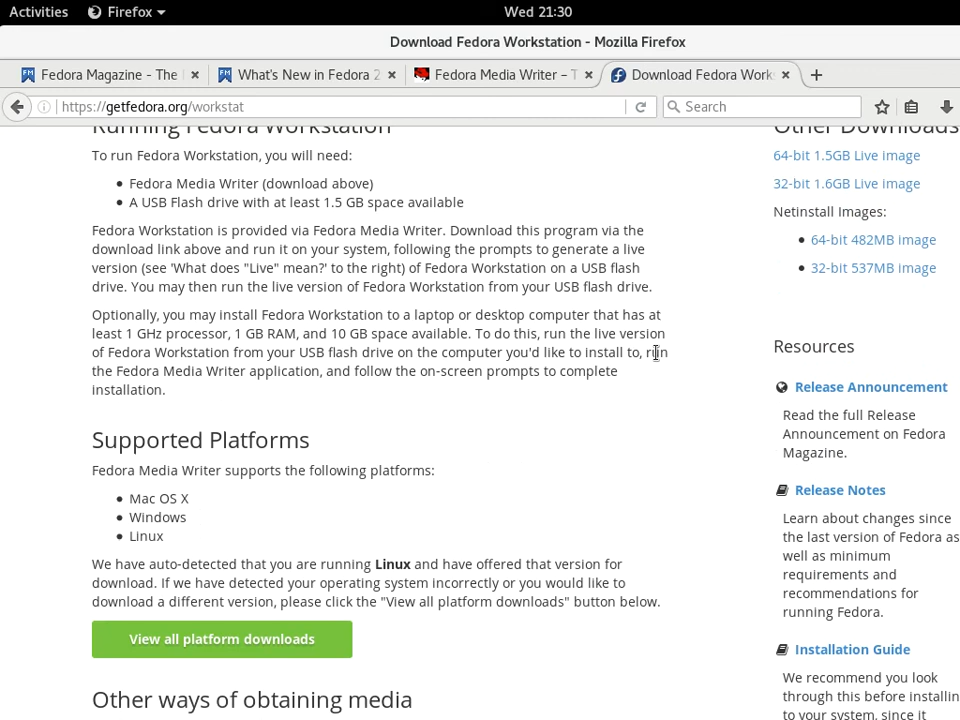 Activities Firefox Wed 21:30
Download Fedora Workstation - Mozilla Firefox
Fedora Magazine - The What's New in Fedora 2 Fedora Media Writer – T Download Fedora Work
https://getfedora.org/workstat Search
Running Fedora Workstation
To run Fedora Workstation, you will need:
Fedora Media Writer (download above)
A USB Flash drive with at least 1.5 GB space available
Fedora Workstation is provided via Fedora Media Writer. Download this program via the
download link above and run it on your system, following the prompts to generate a live
version (see 'What does "Live" mean?' to the right) of Fedora Workstation on a USB flash
drive. You may then run the live version of Fedora Workstation from your USB flash drive.
Optionally, you may install Fedora Workstation to a laptop or desktop computer that has at
least 1 GHz processor, 1 GB RAM, and 10 GB space available. To do this, run the live version
of Fedora Workstation from your USB flash drive on the computer you'd like to install to, run
the Fedora Media Writer application, and follow the on-screen prompts to complete
installation.
Supported Platforms
Fedora Media Writer supports the following platforms:
Mac OS X
Windows
Linux
We have auto-detected that you are running Linux and have offered that version for
download. If we have detected your operating system incorrectly or you would like to
download a different version, please click the "View all platform downloads" button below.
View all platform downloads
Other ways of obtaining media
Other Downloads
64-bit 1.5GB Live image
32-bit 1.6GB Live image
Netinstall Images:
64-bit 482MB image
32-bit 537MB image
Resources
Release Announcement
Read the full Release
Announcement on Fedora
Magazine.
Release Notes
Learn about changes since
the last version of Fedora as
well as minimum
requirements and
recommendations for
running Fedora.
Installation Guide
We recommend you look
through this before installin
to your system, since it